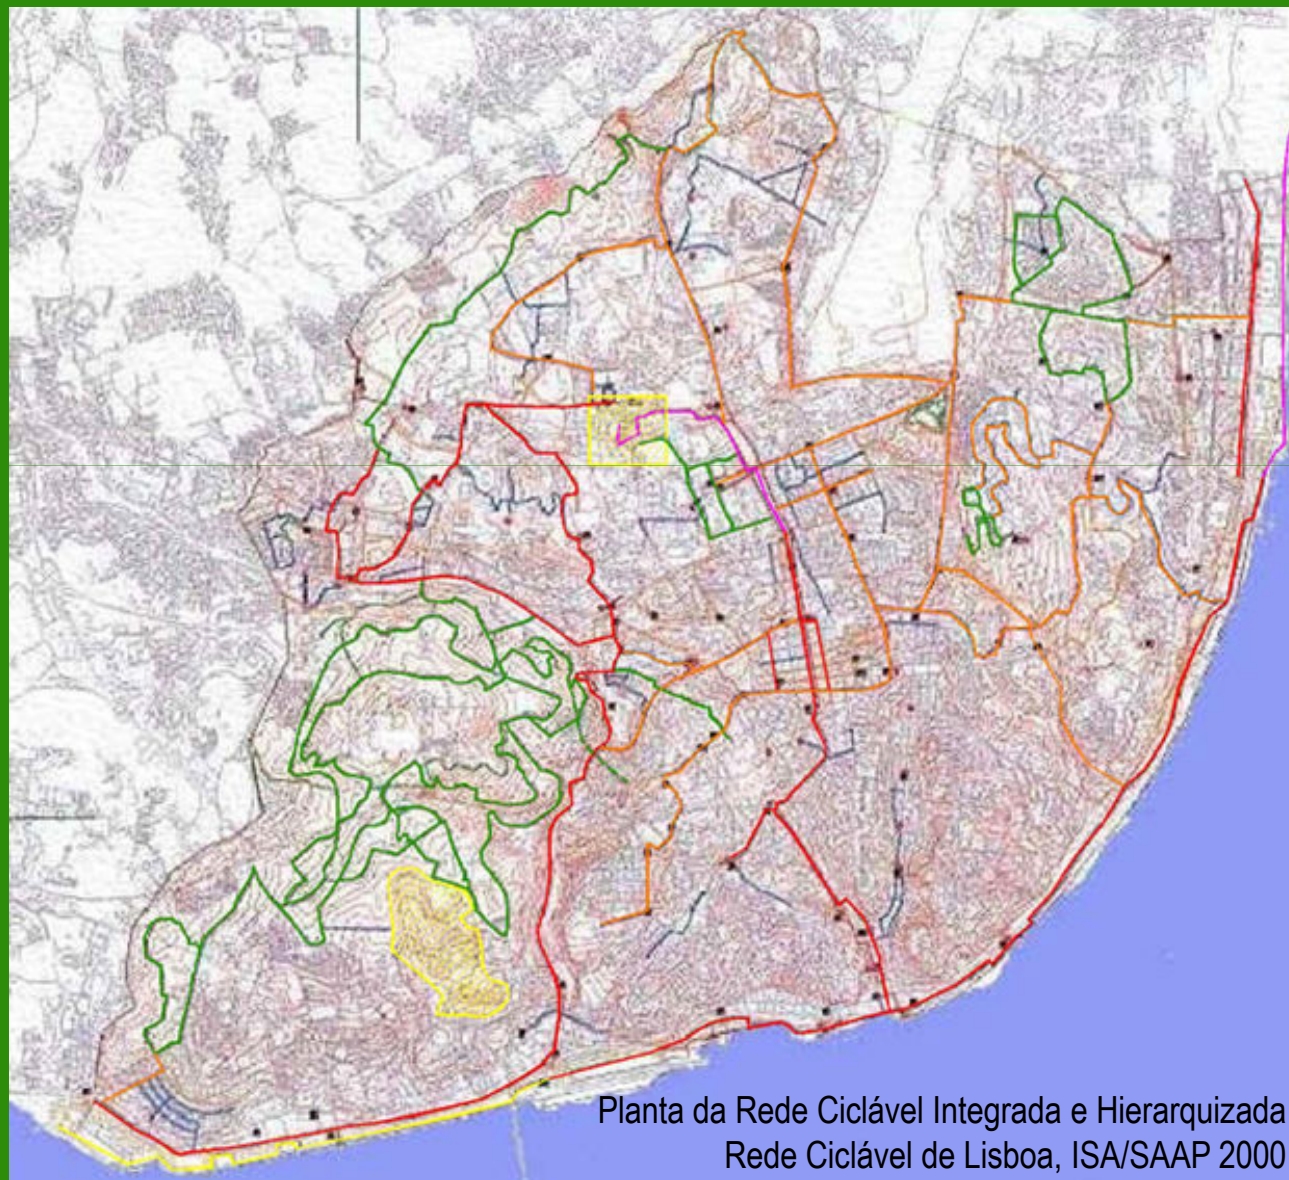 Planta da Rede Ciclável Integrada e Hierarquizada
Rede Ciclável de Lisboa, ISA/SAAP 2000